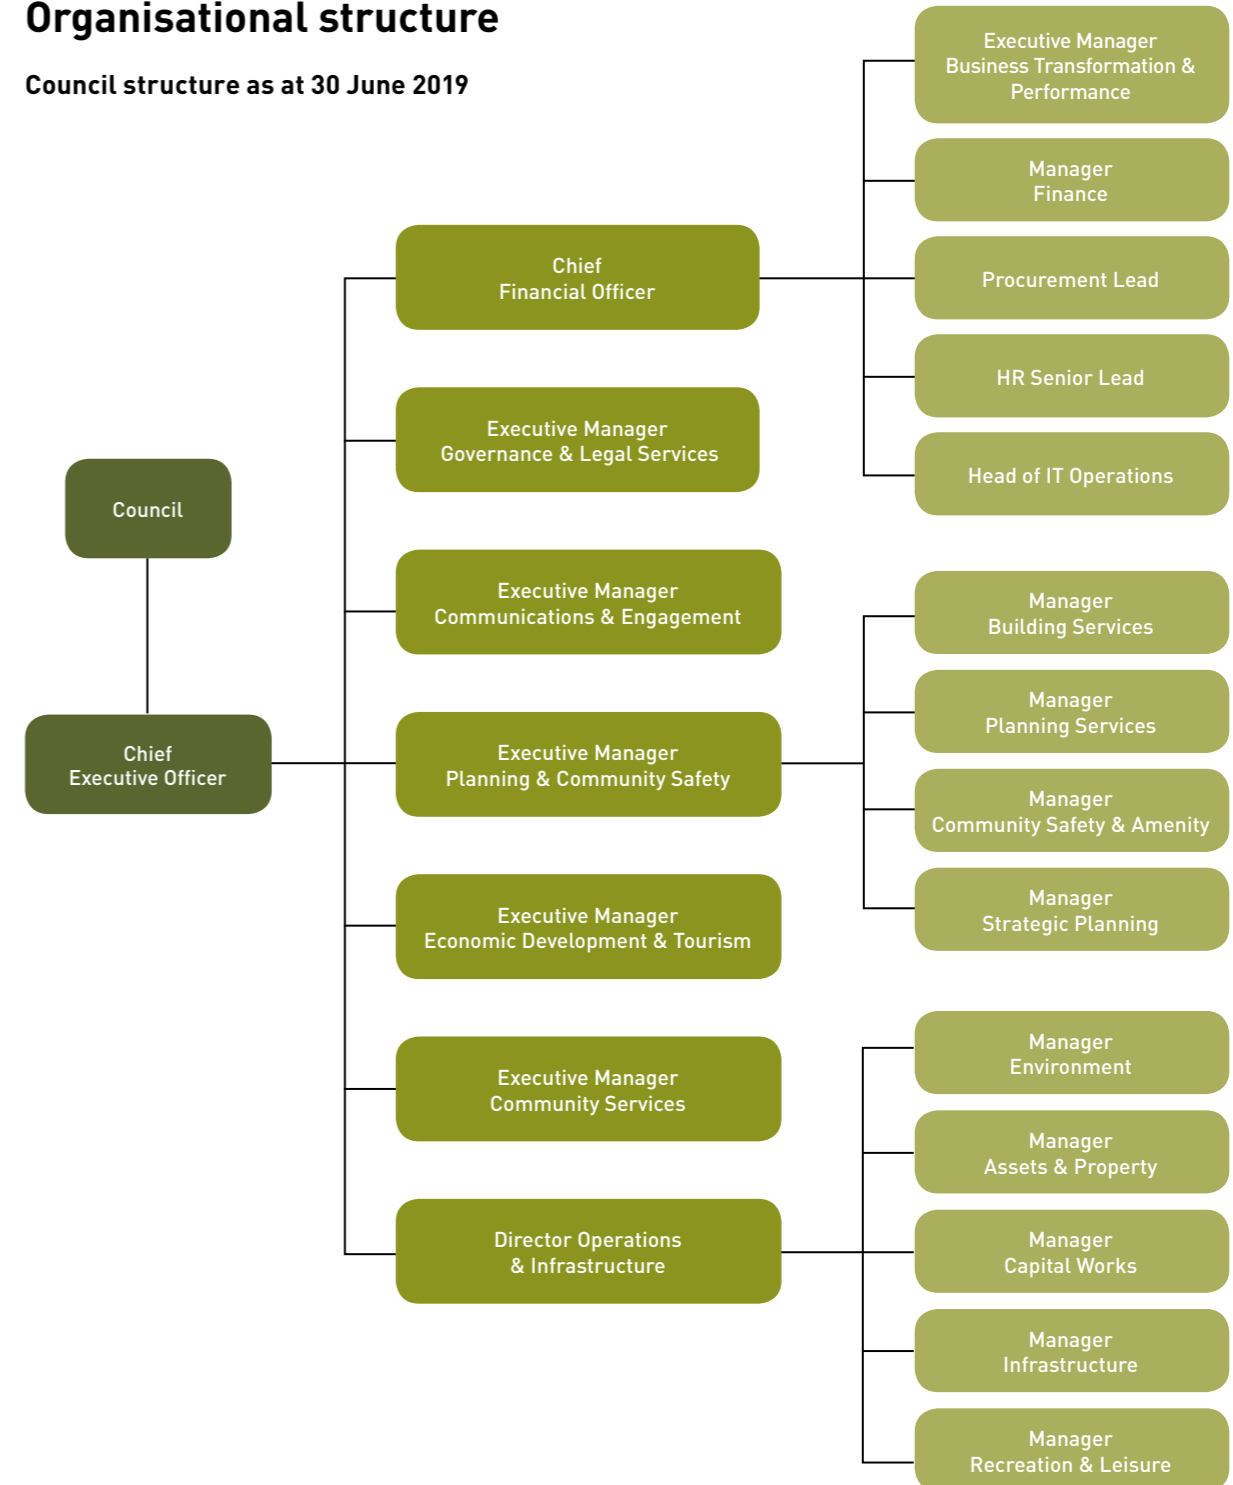 Organisational structure
Council structure as at 30 June 2019
Council
Chief
Executive Officer
Chief
Financial Officer
Executive Manager
Governance & Legal Services
Executive Manager
Communications & Engagement
Executive Manager
Planning & Community Safety
Executive Manager
Economic Development & Tourism
Executive Manager
Community Services
Director Operations
& Infrastructure
Executive Manager
Business Transformation &
Performance
Manager
Finance
Procurement Lead
HR Senior Lead
Head of IT Operations
Manager
Building Services
Manager
Planning Services
Manager
Community Safety & Amenity
Manager
Strategic Planning
Manager
Environment
Manager
Assets & Property
Manager
Capital Works
Manager
Infrastructure
Manager
Recreation & Leisure